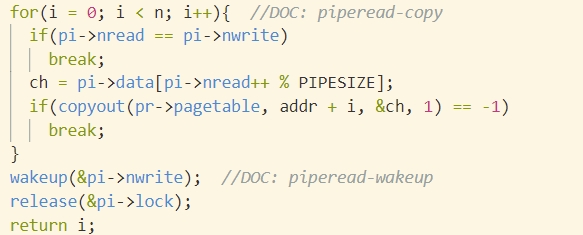 for(i = 0; i < n; i++){  //DOC: piperead-copy
  if(pi->nread == pi->nwrite)
    break;
  ch = pi->data[pi->nread++ % PIPESIZE];
  if(copyout(pr->pagetable, addr + i, &ch, 1) == -1)
    break;
}
wakeup(&pi->nwrite);  //DOC: piperead-wakeup
release(&pi->lock);
return i;